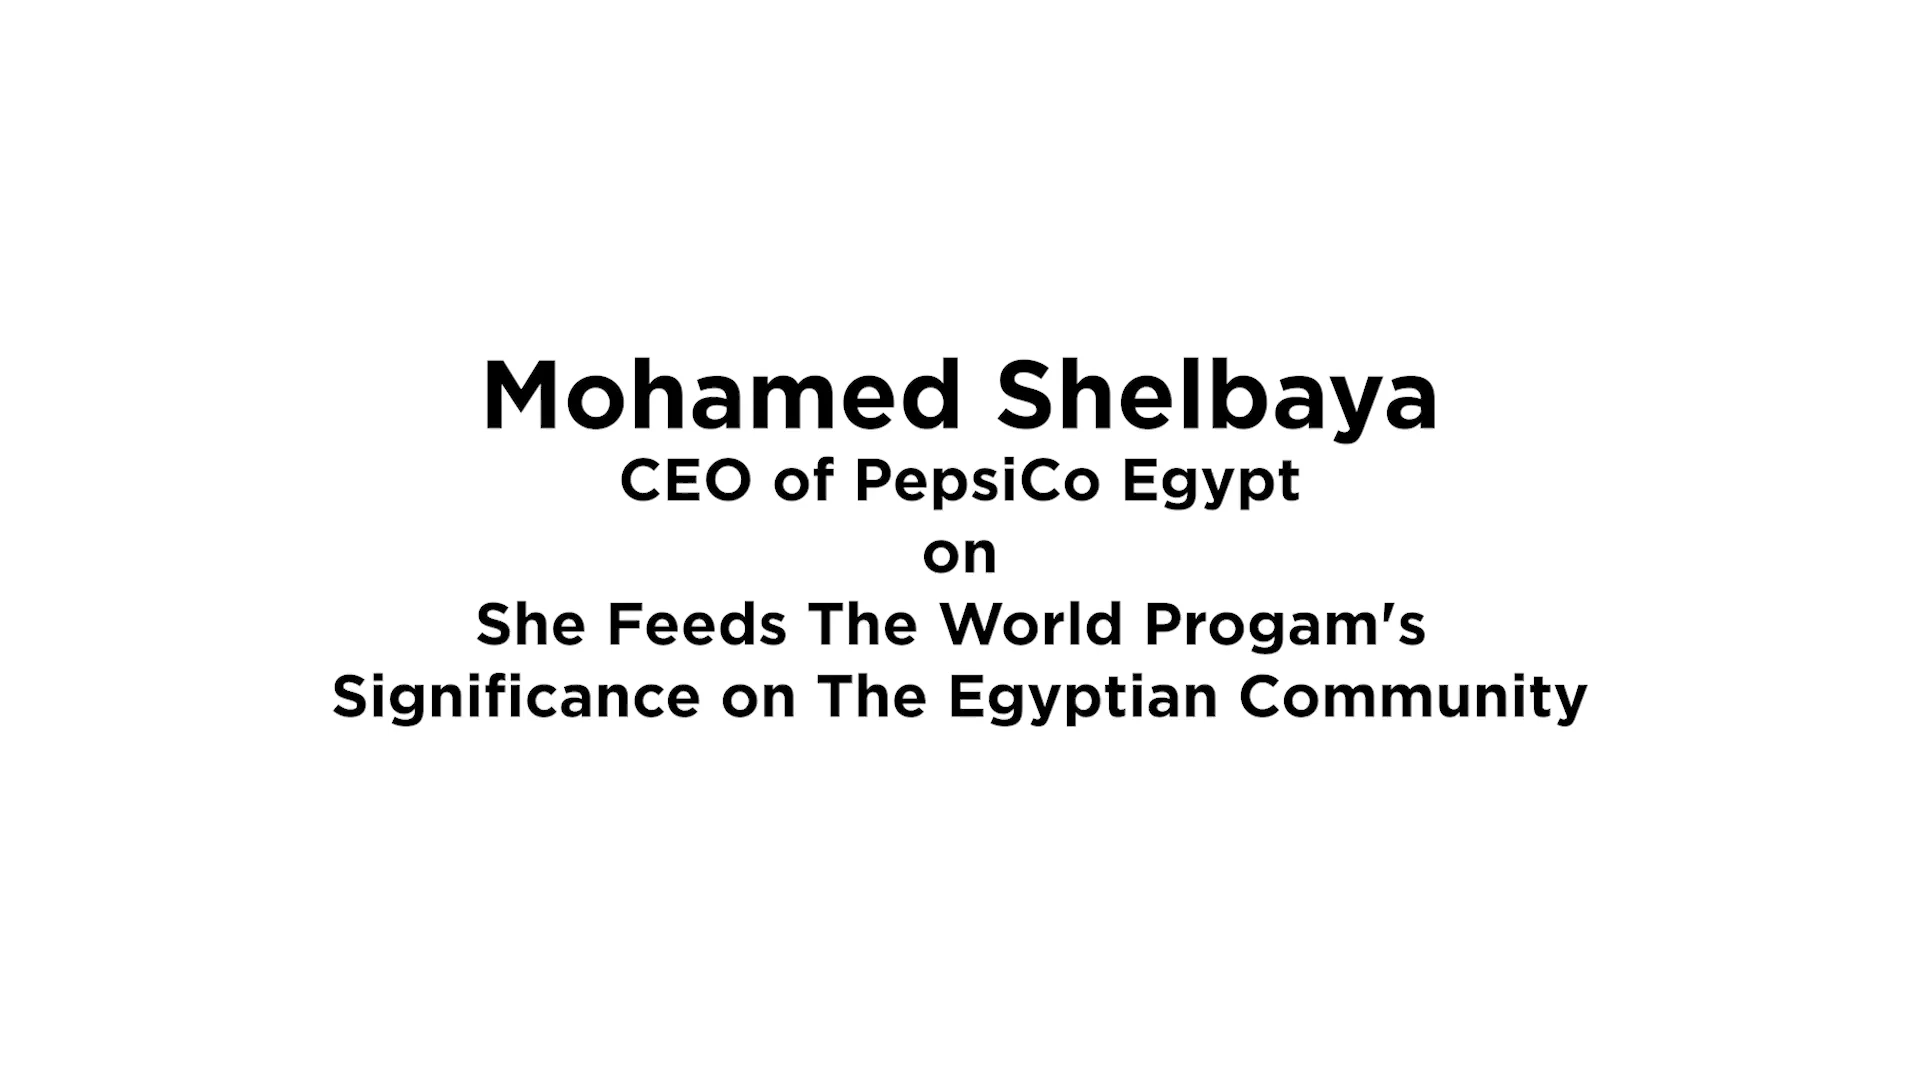 Mohamed Shelbaya
CEO of PepsiCo Egypt
on
She Feeds The World Progam's
Significance on The Egyptian Community